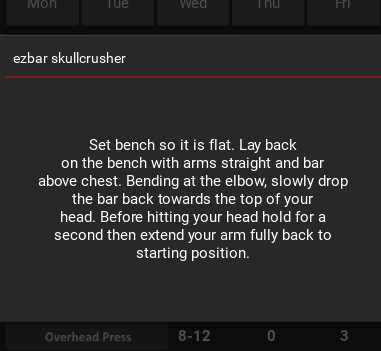 Mon Tue Wed Thu Fri
ezbar skullcrusher
Set bench so it is flat. Lay back
on the bench with arms straight and bar
above chest. Bending at the elbow, slowly drop
the bar back towards the top of your
head. Before hitting your head hold for a
second then extend your arm fully back to
starting position.
Overhead Press 8-12 0 3